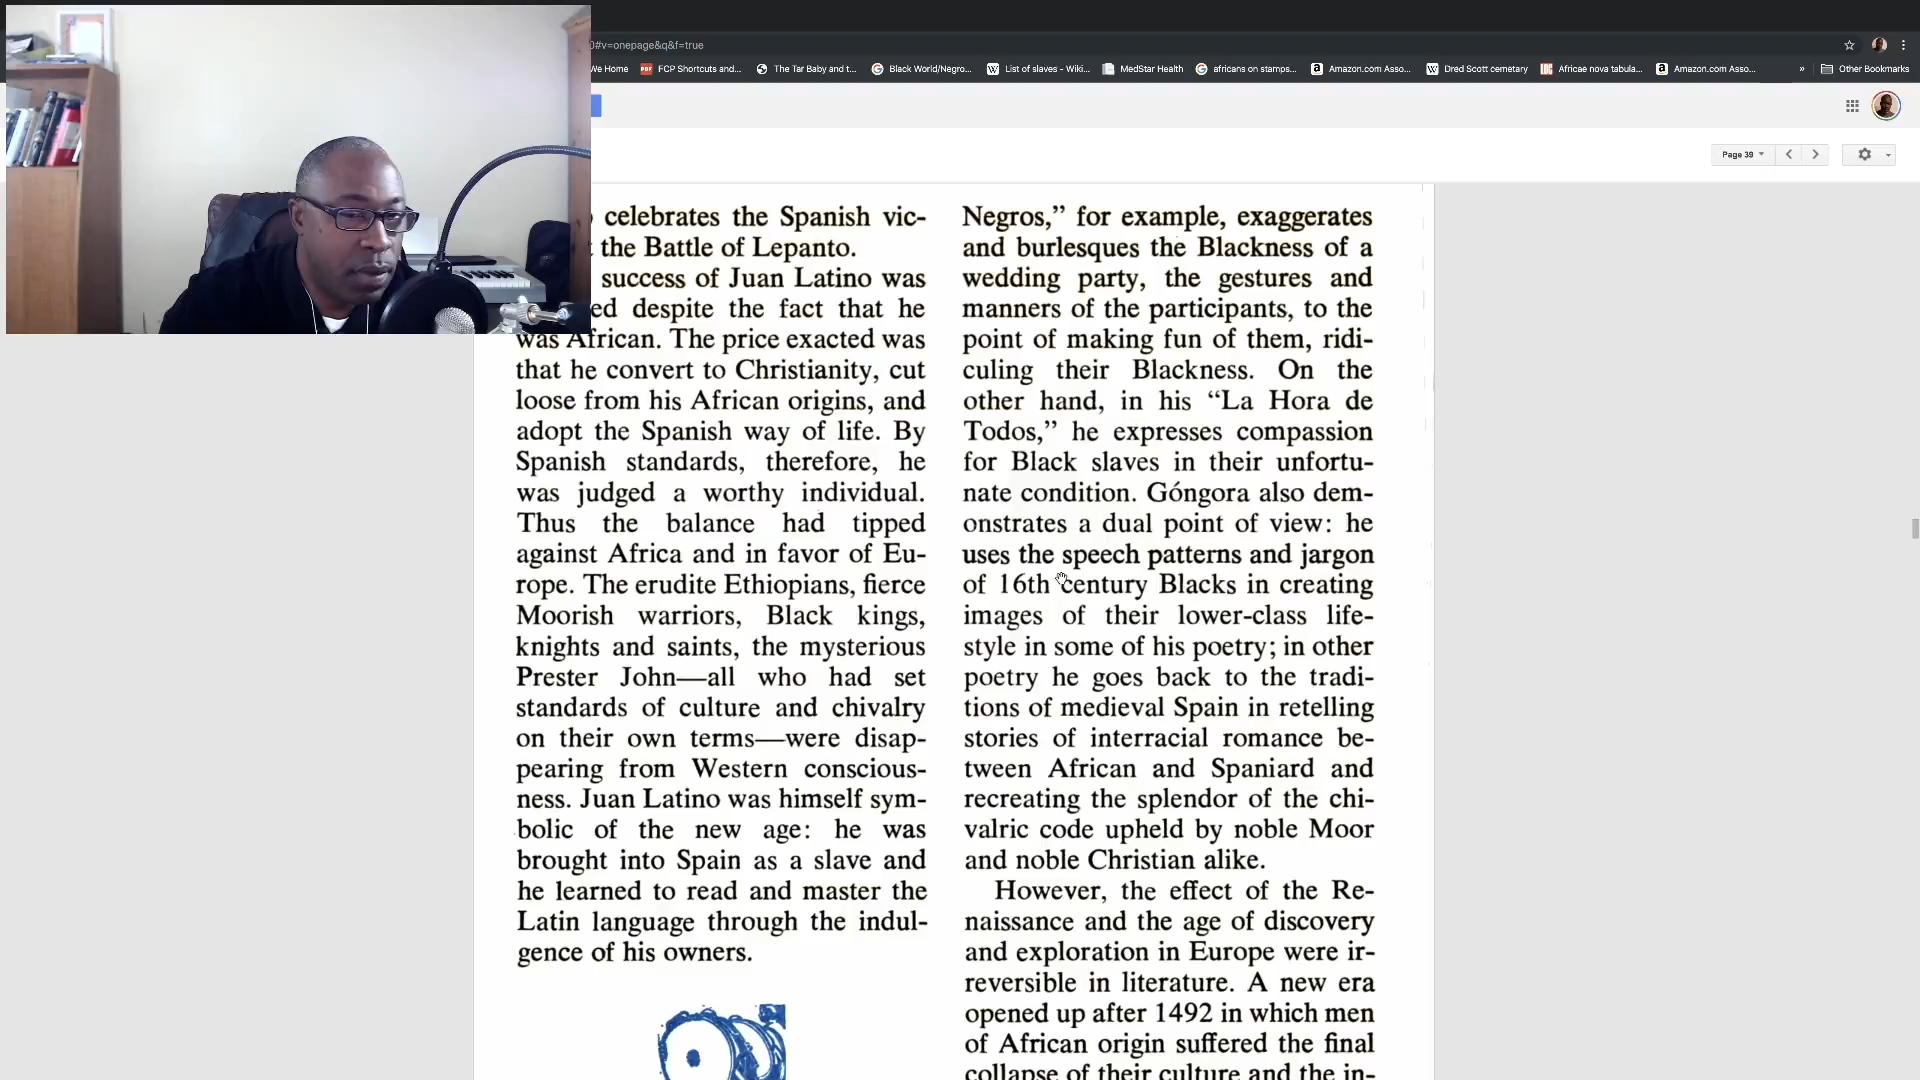 0#v=onepage&q&f=true
We Home
FCP Shortcuts and...
The Tar Baby and t...
Black World/Negro...
List of slaves - Wiki...
MedStar Health
africans on stamps...
Amazon.com Asso...
Dred Scott cemetary
Africae nova tabula...
Amazon.com Asso...
»
Other Bookmarks
Page 39
celebrates the Spanish vic-
the Battle of Lepanto.
success of Juan Latino was
ed despite the fact that he
was African. The price exacted was
that he convert to Christianity, cut
loose from his African origins, and
adopt the Spanish way of life. By
Spanish standards, therefore, he
was judged a worthy individual.
Thus the balance had tipped
against Africa and in favor of Eu-
rope. The erudite Ethiopians, fierce
Moorish warriors, Black kings,
knights and saints, the mysterious
Prester John—all who had set
standards of culture and chivalry
on their own terms—were disap-
pearing from Western conscious-
ness. Juan Latino was himself sym-
bolic of the new age: he was
brought into Spain as a slave and
he learned to read and master the
Latin language through the indul-
gence of his owners.
Negros,” for example, exaggerates
and burlesques the Blackness of a
wedding party, the gestures and
manners of the participants, to the
point of making fun of them, ridi-
culing their Blackness. On the
other hand, in his “La Hora de
Todos,” he expresses compassion
for Black slaves in their unfortu-
nate condition. Góngora also dem-
onstrates a dual point of view: he
uses the speech patterns and jargon
of 16th century Blacks in creating
images of their lower-class life-
style in some of his poetry; in other
poetry he goes back to the tradi-
tions of medieval Spain in retelling
stories of interracial romance be-
tween African and Spaniard and
recreating the splendor of the chi-
valric code upheld by noble Moor
and noble Christian alike.
However, the effect of the Re-
naissance and the age of discovery
and exploration in Europe were ir-
reversible in literature. A new era
opened up after 1492 in which men
of African origin suffered the final
collapse of their culture and the in-